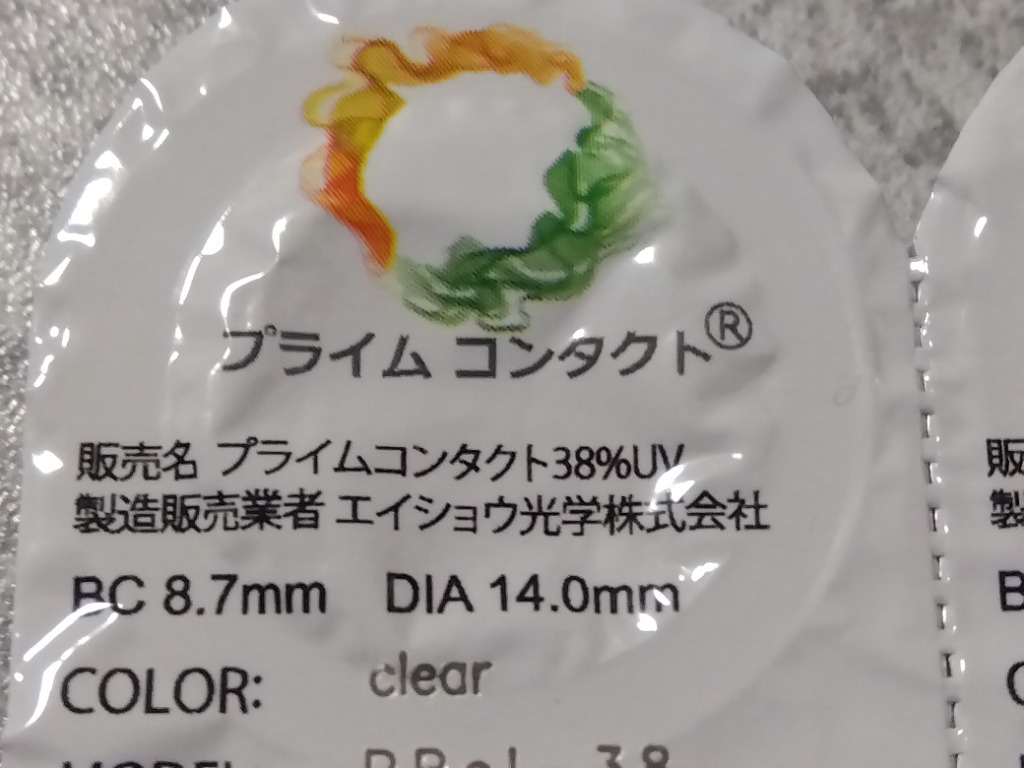 プライム コンタクト®
販売名 プライムコンタクト38%UV
製造販売業者 エイショウ光学株式会社
BC 8.7mm DIA 14.0mm
COLOR: clear
販
製
B